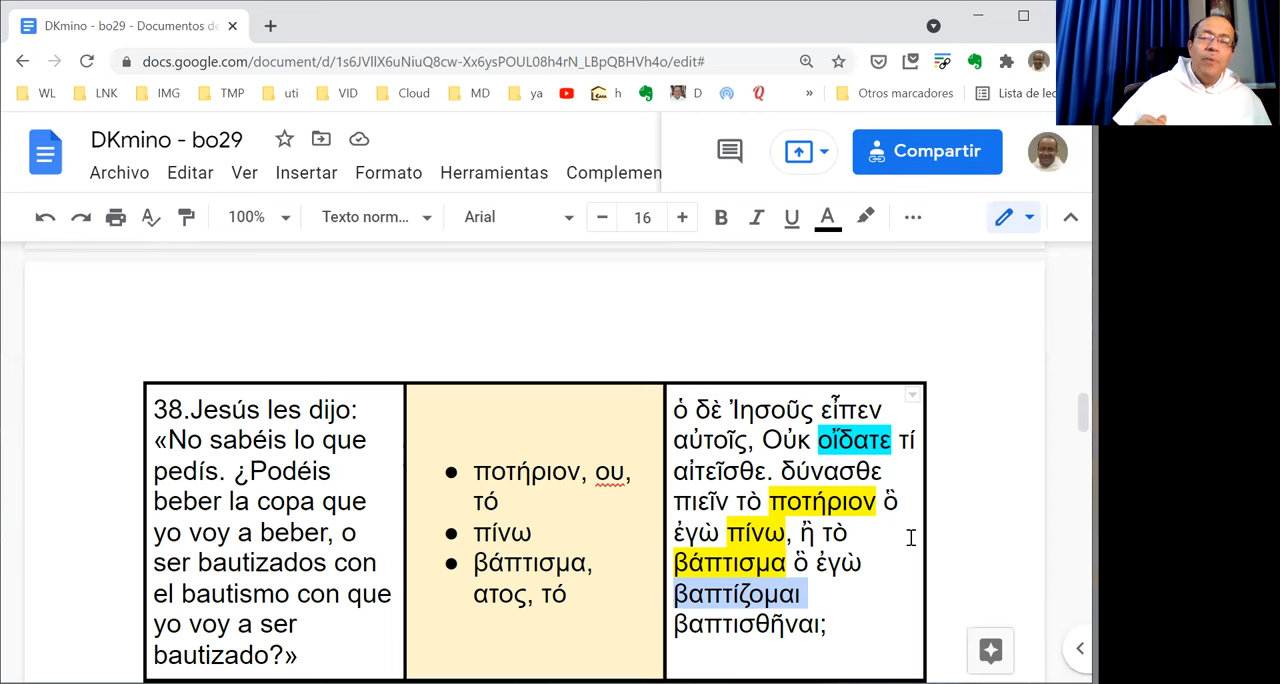 DKmino - bo29 - Documentos de
docs.google.com/document/d/1s6JVllX6uNiuQ8cw-Xx6ysPOUL08h4rN_LBpQBHVh4o/edit#
WL LNK IMG TMP uti VID Cloud MD ya h D » Otros marcadores Lista de lec
DKmino - bo29
Compartir
Archivo Editar Ver Insertar Formato Herramientas Complemen
100% Texto norm... Arial 16 B I U A
38.Jesús les dijo:
«No sabéis lo que
pedís. ¿Podéis
beber la copa que
yo voy a beber, o
ser bautizados con
el bautismo con que
yo voy a ser
bautizado?»
ποτήριον, ου,
τό
πίνω
βάπτισμα,
ατος, τό
ὁ δὲ Ἰησοῦς εἶπεν
αὐτοῖς, Οὐκ οἴδατε τί
αἰτεῖσθε. δύνασθε
πιεῖν τὸ ποτήριον ὃ
ἐγὼ πίνω, ἢ τὸ
βάπτισμα ὃ ἐγὼ
βαπτίζομαι
βαπτισθῆναι;